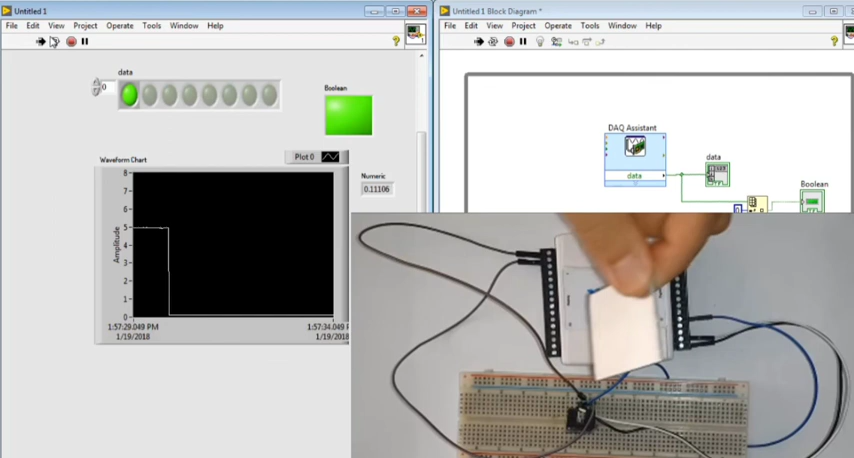 Untitled 1
File Edit View Project Operate Tools Window Help
data
0
Boolean
Waveform Chart
Plot 0
Numeric
0.11106
Amplitude
8
7
6
5
4
3
2
1
0
1:57:29.049 PM
1/19/2018
1:57:34.049 PM
1/19/2018
Untitled 1 Block Diagram *
File Edit View Project Operate Tools Window Help
DAQ Assistant
data
data
Boolean
0